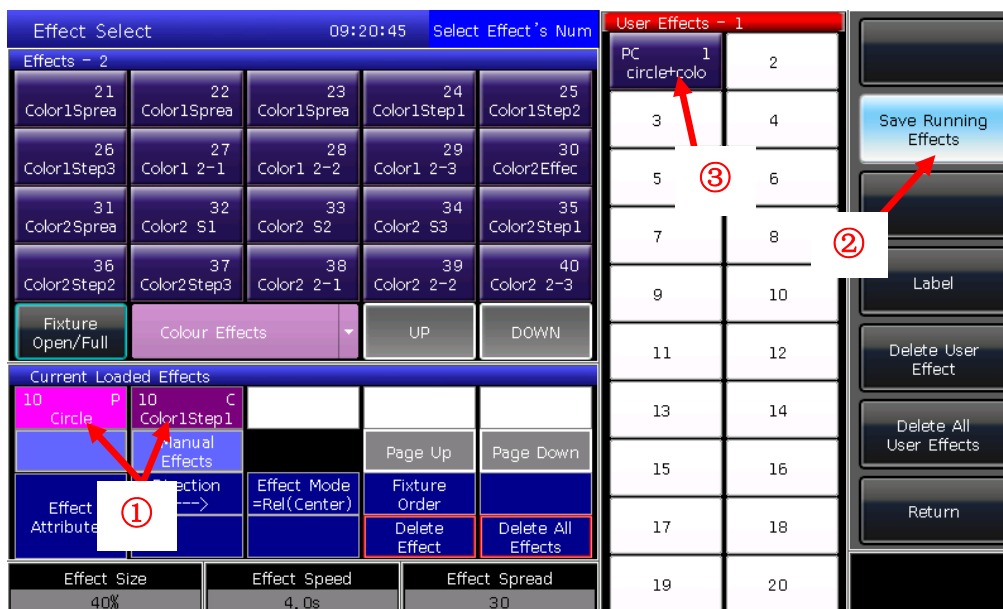 Effect Select
09:20:45
Select Effect's Num
Effects - 2
21
Color1Sprea
22
Color1Sprea
23
Color1Sprea
24
Color1Step1
25
Color1Step2
26
Color1Step3
27
Color1 2-1
28
Color1 2-2
29
Color1 2-3
30
Color2Effec
31
Color2Sprea
32
Color2 S1
33
Color2 S2
34
Color2 S3
35
Color2Step1
36
Color2Step2
37
Color2Step3
38
Color2 2-1
39
Color2 2-2
40
Color2 2-3
Fixture
Open/Full
Colour Effects
UP
DOWN
Current Loaded Effects
10 P
Circle
10 C
Color1Step1
Manual
Effects
Page Up
Page Down
Effect
Attribute
①
--->
Effect Mode
=Rel(Center)
Fixture
Order
Delete
Effect
Delete All
Effects
Effect Size
40%
Effect Speed
4.0s
Effect Spread
30
User Effects - 1
PC 1
circle+colo
2
3
4
5
③
6
7
8
9
10
11
12
13
14
15
16
17
18
19
20
Save Running
Effects
②
Label
Delete User
Effect
Delete All
User Effects
Return